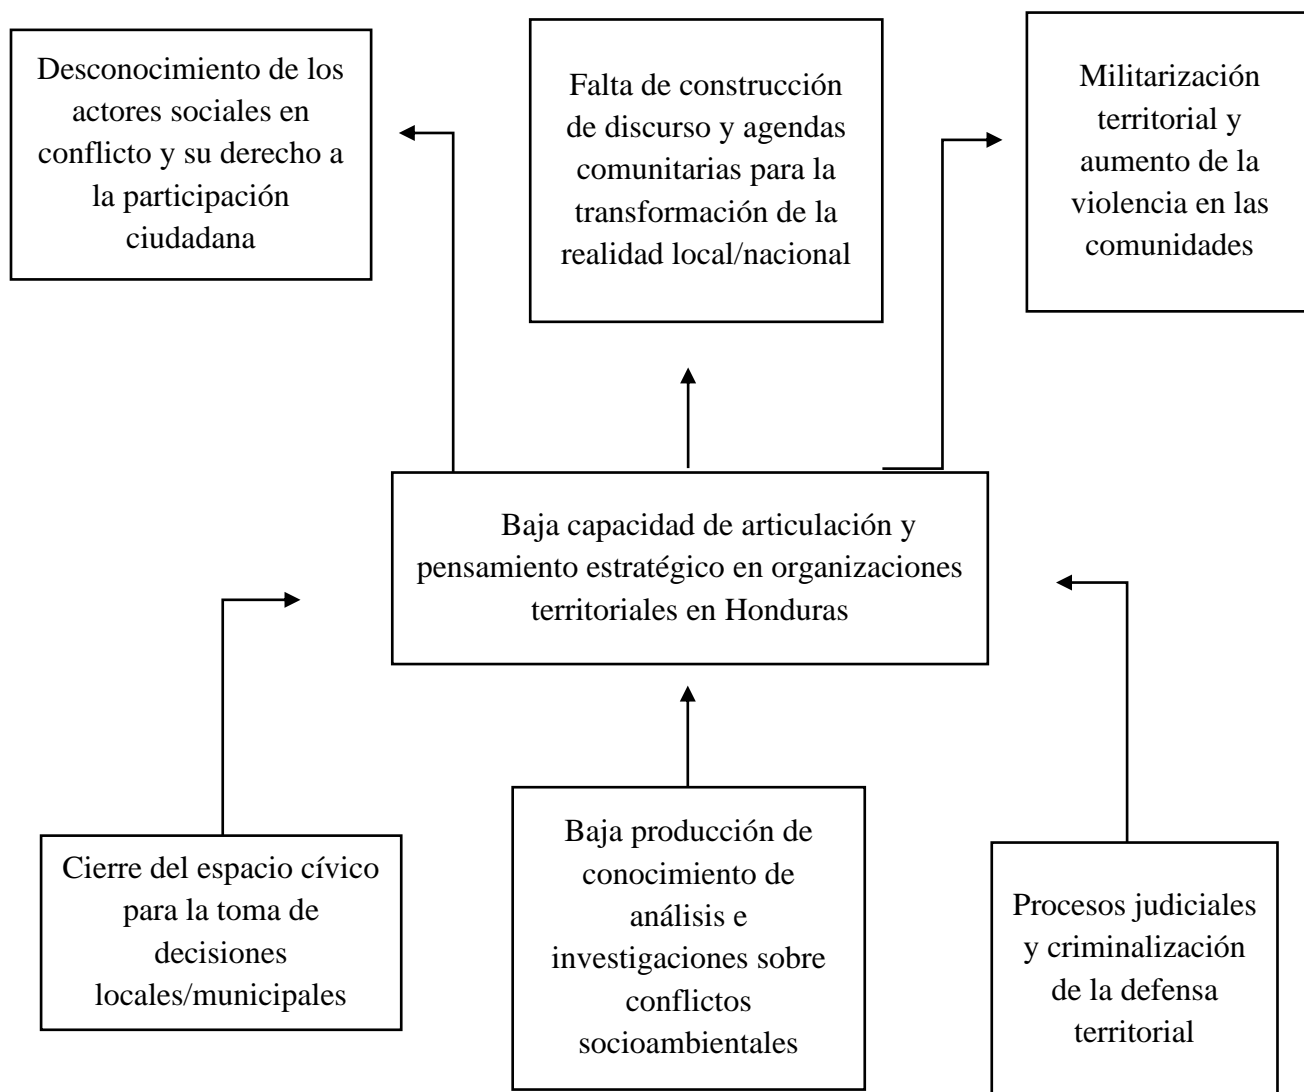 Desconocimiento de los
actores sociales en
conflicto y su derecho a
la participación
ciudadana
Falta de construcción
de discurso y agendas
comunitarias para la
transformación de la
realidad local/nacional
Militarización
territorial y
aumento de la
violencia en las
comunidades
Baja capacidad de articulación y
pensamiento estratégico en organizaciones
territoriales en Honduras
Cierre del espacio cívico
para la toma de
decisiones
locales/municipales
Baja producción de
conocimiento de
análisis e
investigaciones sobre
conflictos
socioambientales
Procesos judiciales
y criminalización
de la defensa
territorial